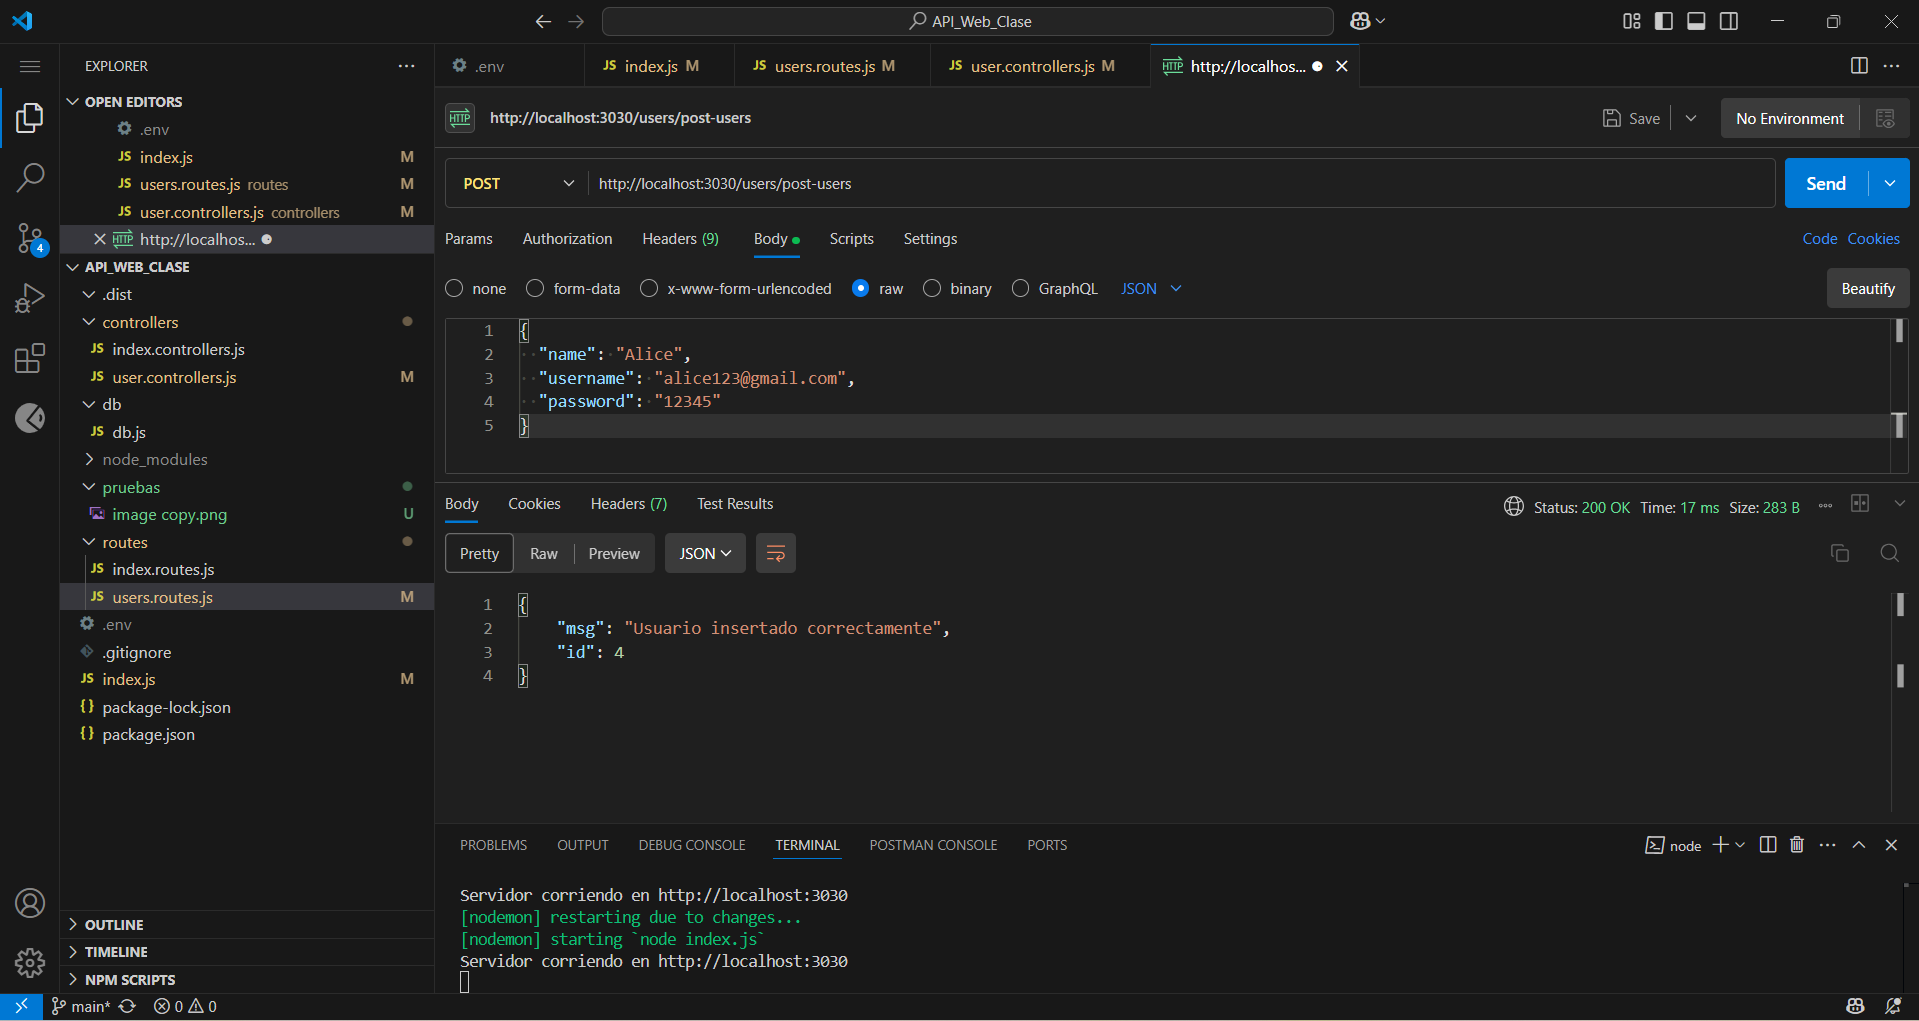 API_Web_Clase
EXPLORER
OPEN EDITORS
.env
JS index.js M
JS users.routes.js routes M
JS user.controllers.js controllers M
HTTP http://localhos...
4
API_WEB_CLASE
.dist
controllers
JS index.controllers.js
JS user.controllers.js M
db
JS db.js
node_modules
pruebas
image copy.png U
routes
JS index.routes.js
JS users.routes.js M
.env
.gitignore
JS index.js M
{} package-lock.json
{} package.json
OUTLINE
TIMELINE
NPM SCRIPTS
.env
JS index.js M
JS users.routes.js M
JS user.controllers.js M
HTTP http://localhos...
HTTP http://localhost:3030/users/post-users
Save
No Environment
POST http://localhost:3030/users/post-users
Send
Params Authorization Headers (9) Body Scripts Settings
Code Cookies
none form-data x-www-form-urlencoded raw binary GraphQL JSON
Beautify
1 {
2 "name": "Alice",
3 "username": "alice123@gmail.com",
4 "password": "12345"
5 }
Body Cookies Headers (7) Test Results
Status: 200 OK Time: 17 ms Size: 283 B
Pretty Raw Preview JSON
1 {
2 "msg": "Usuario insertado correctamente",
3 "id": 4
4 }
PROBLEMS OUTPUT DEBUG CONSOLE TERMINAL POSTMAN CONSOLE PORTS
node
Servidor corriendo en http://localhost:3030
[nodemon] restarting due to changes...
[nodemon] starting `node index.js`
Servidor corriendo en http://localhost:3030
main* 0 0